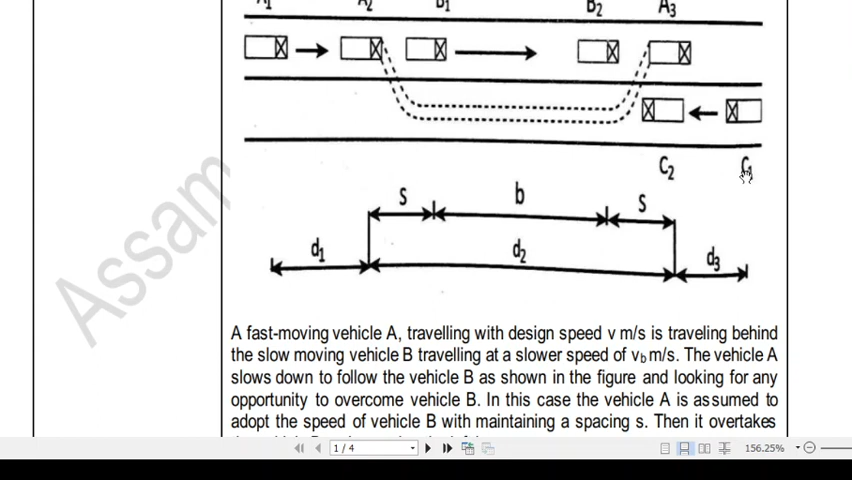 A1 A2 B1 B2 A3
C2 C1
s b s
d1 d2 d3
Assam
A fast-moving vehicle A, travelling with design speed v m/s is traveling behind
the slow moving vehicle B travelling at a slower speed of vb m/s. The vehicle A
slows down to follow the vehicle B as shown in the figure and looking for any
opportunity to overcome vehicle B. In this case the vehicle A is assumed to
adopt the speed of vehicle B with maintaining a spacing s. Then it overtakes
1 / 4
156.25%